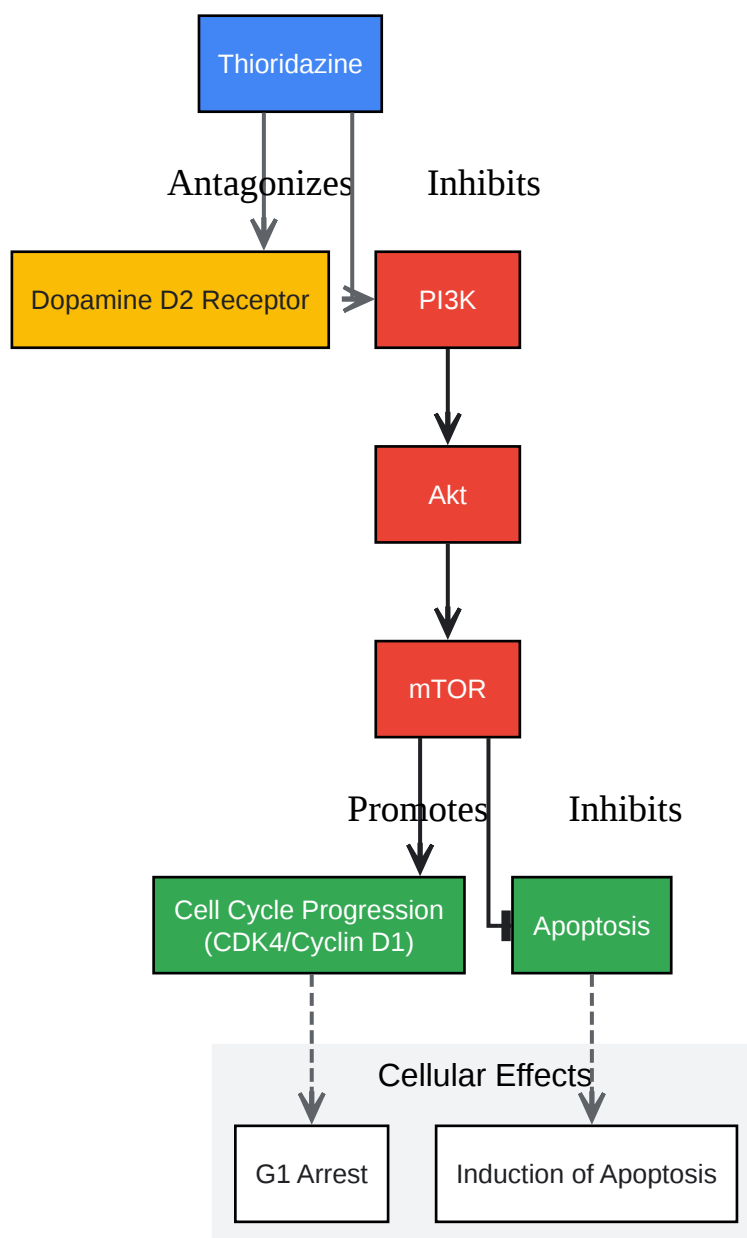 Thioridazine
Antagonizes
Inhibits
Dopamine D2 Receptor
PI3K
Akt
mTOR
Promotes
Inhibits
Cell Cycle Progression
(CDK4/Cyclin D1)
Apoptosis
Cellular Effects
G1 Arrest
Induction of Apoptosis